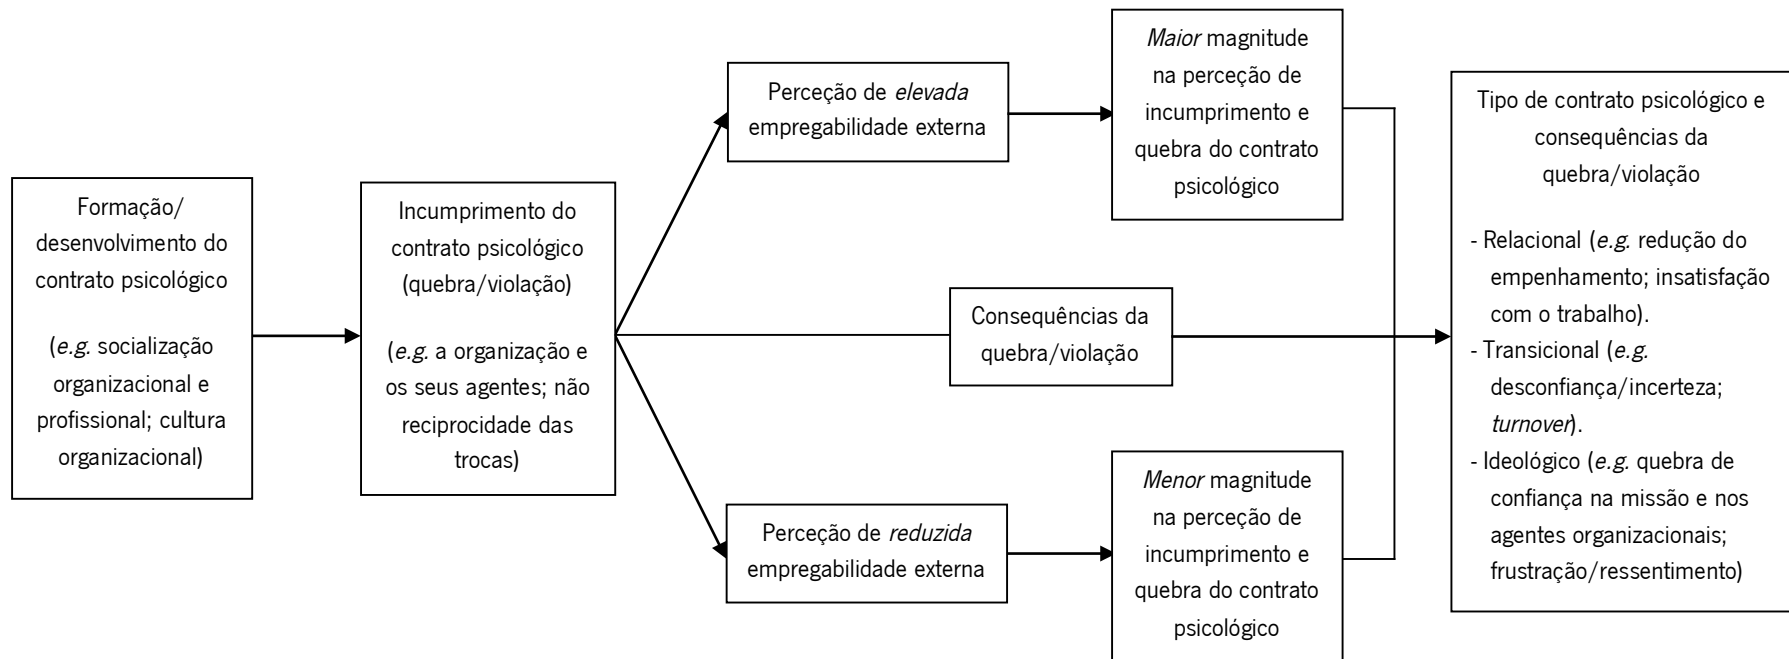 Formação/
desenvolvimento do
contrato psicológico
(e.g. socialização
organizacional e
profissional; cultura
organizacional)
Incumprimento do
contrato psicológico
(quebra/violação)
(e.g. a organização e
os seus agentes; não
reciprocidade das
trocas)
Perceção de elevada
empregabilidade externa
Maior magnitude
na perceção de
incumprimento e
quebra do contrato
psicológico
Consequências da
quebra/violação
Perceção de reduzida
empregabilidade externa
Menor magnitude
na perceção de
incumprimento e
quebra do contrato
psicológico
Tipo de contrato psicológico e
consequências da
quebra/violação
- Relacional (e.g. redução do
empenhamento; insatisfação
com o trabalho).
- Transicional (e.g.
desconfiança/incerteza;
turnover).
- Ideológico (e.g. quebra de
confiança na missão e nos
agentes organizacionais;
frustração/ressentimento)